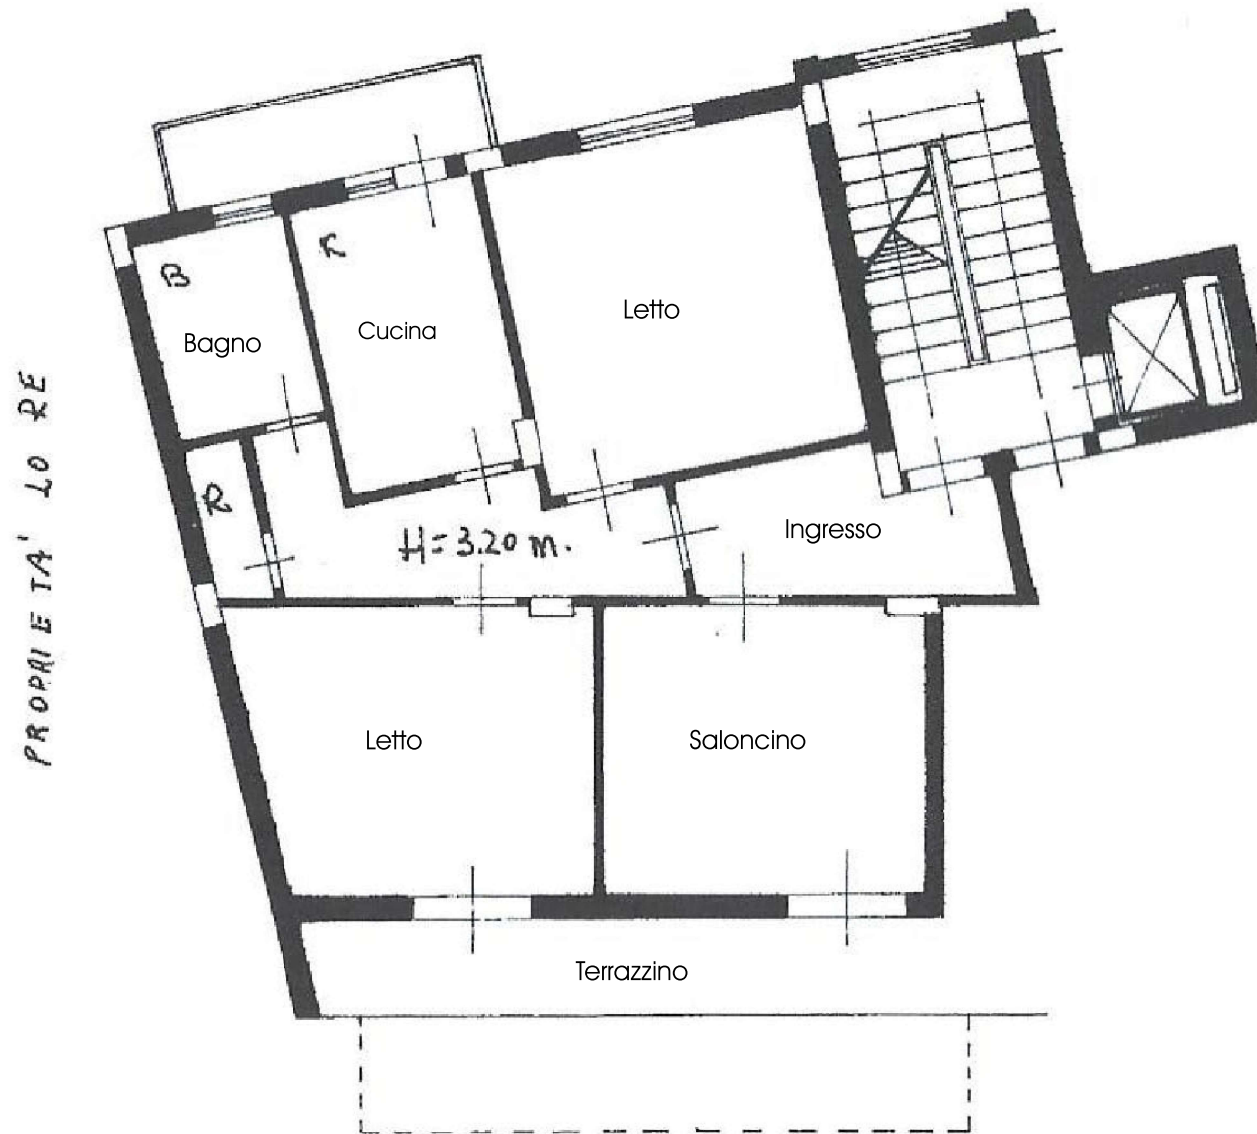 B
K
Bagno
Cucina
Letto
R
H=3.20 m.
Ingresso
PROPRIETA' LO RE
Letto
Saloncino
Terrazzino